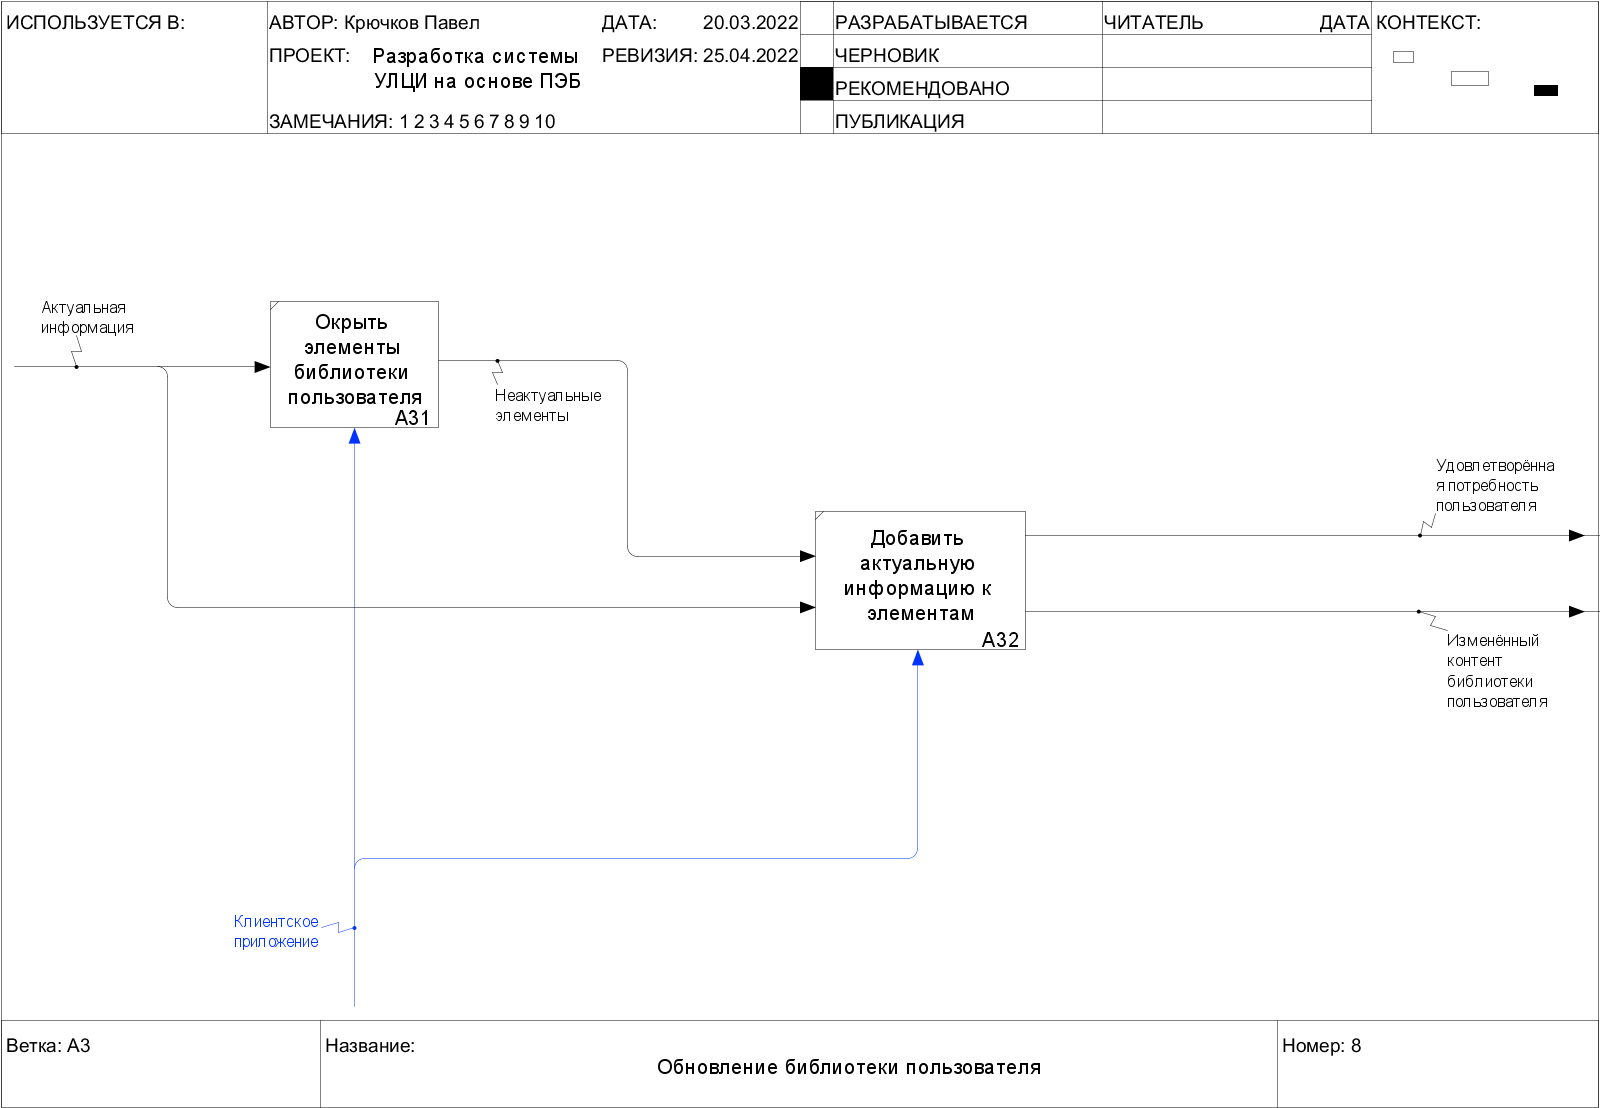 ИСПОЛЬЗУЕТСЯ В:
АВТОР: Крючков Павел
ДАТА: 20.03.2022
ПРОЕКТ: Разработка системы
УЛЦИ на основе ПЭБ
РЕВИЗИЯ: 25.04.2022
ЗАМЕЧАНИЯ: 1 2 3 4 5 6 7 8 9 10
РАЗРАБАТЫВАЕТСЯ
ЧЕРНОВИК
РЕКОМЕНДОВАНО
ПУБЛИКАЦИЯ
ЧИТАТЕЛЬ
ДАТА
КОНТЕКСТ:
Актуальная
информация
Окрыть
элементы
библиотеки
пользователя
A31
Неактуальные
элементы
Удовлетворённа
я потребность
пользователя
Добавить
актуальную
информацию к
элементам
A32
Изменённый
контент
библиотеки
пользователя
Клиентское
приложение
Ветка: A3
Название:
Обновление библиотеки пользователя
Номер: 8